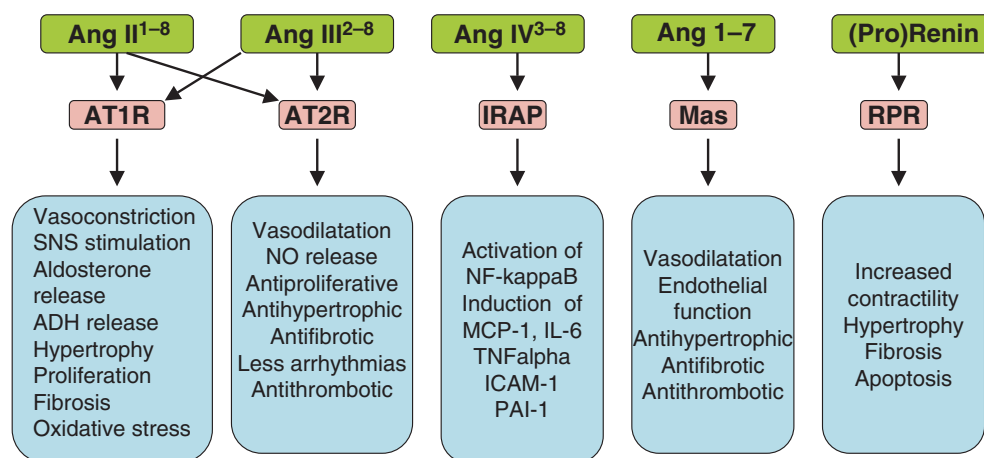 Ang II1–8
Ang III2–8
Ang IV3–8
Ang 1–7
(Pro)Renin
AT1R
AT2R
IRAP
Mas
RPR
Vasoconstriction
SNS stimulation
Aldosterone
release
ADH release
Hypertrophy
Proliferation
Fibrosis
Oxidative stress
Vasodilatation
NO release
Antiproliferative
Antihypertrophic
Antifibrotic
Less arrhythmias
Antithrombotic
Activation of
NF-kappaB
Induction of
MCP-1, IL-6
TNFalpha
ICAM-1
PAI-1
Vasodilatation
Endothelial
function
Antihypertrophic
Antifibrotic
Antithrombotic
Increased
contractility
Hypertrophy
Fibrosis
Apoptosis